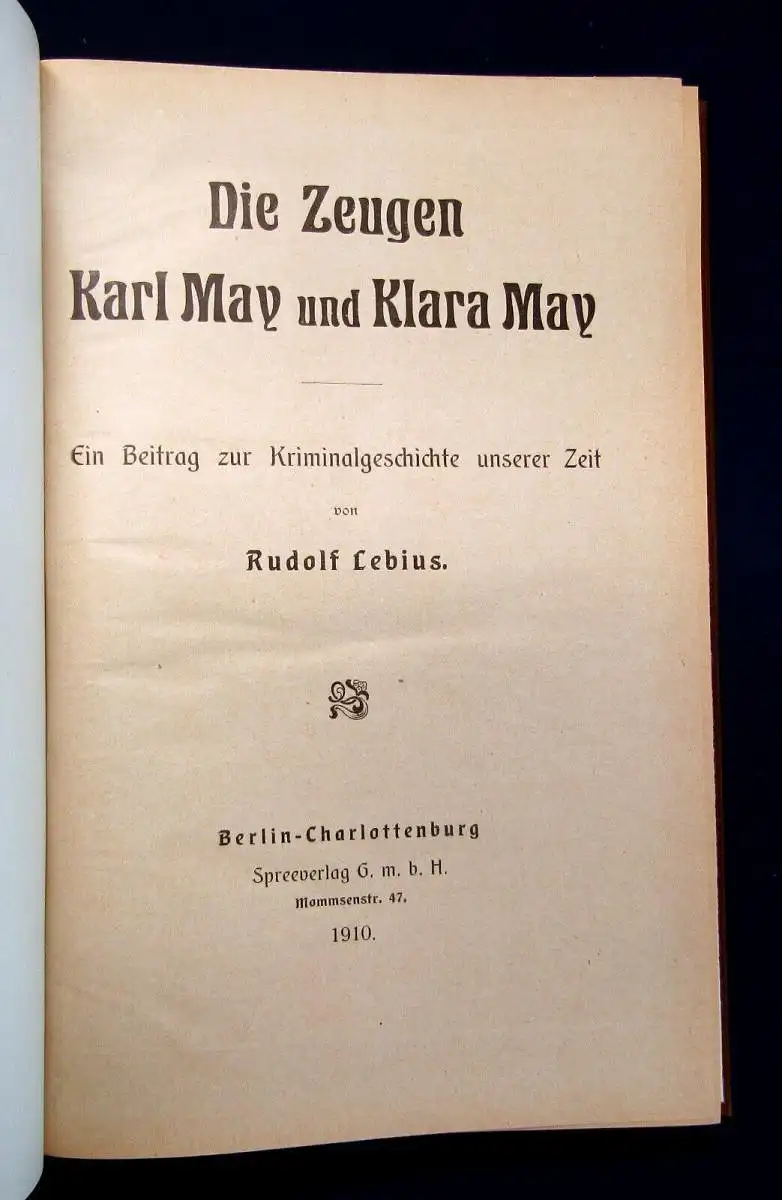 Die Zeugen
Karl May und Klara May
Ein Beitrag zur Kriminalgeschichte unserer Zeit
von
Rudolf Lebius.
Berlin-Charlottenburg
Spreeverlag G. m. b. H.
Mommsenstr. 47.
1910.